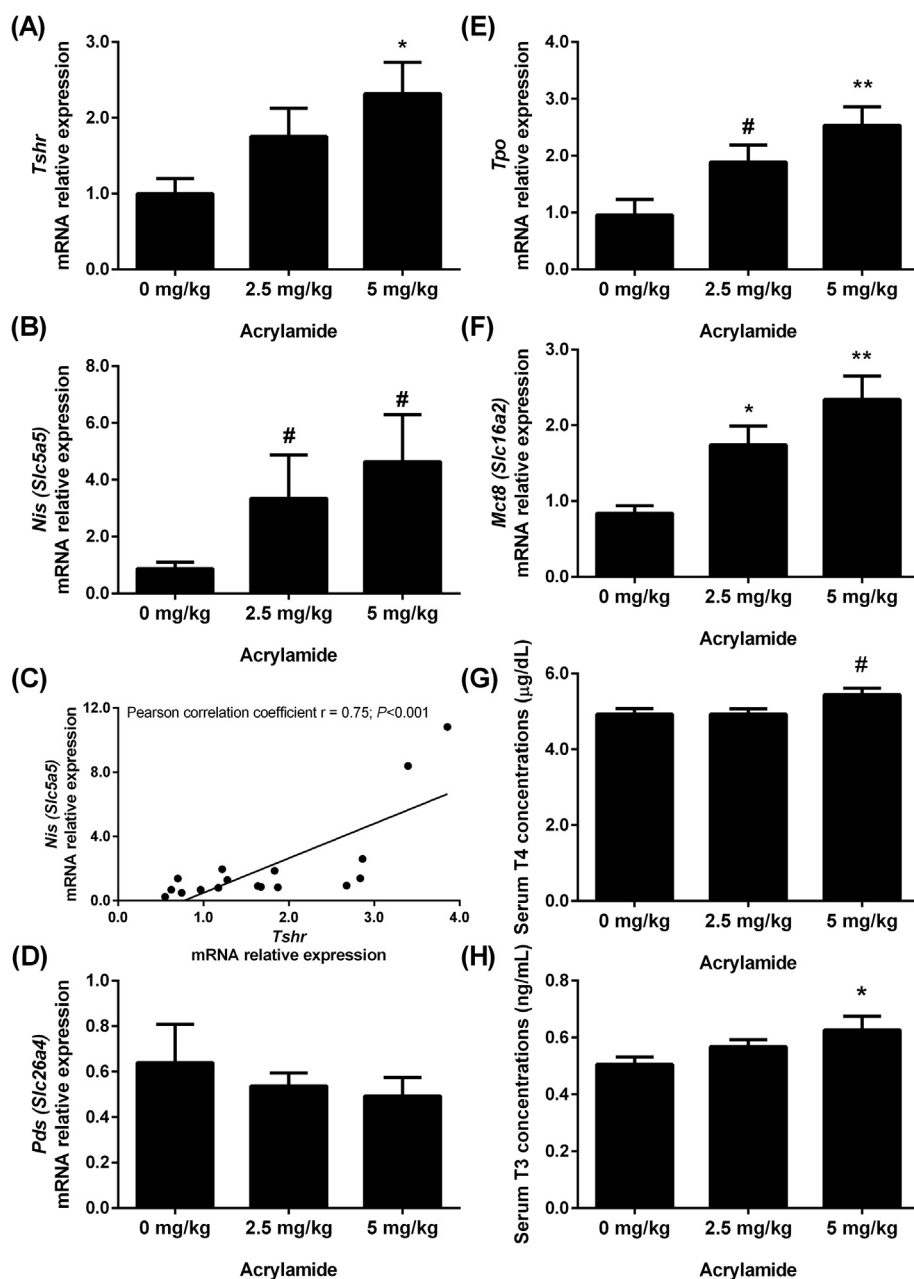 (A)
Tshr
mRNA relative expression
3.0
2.0
1.0
0.0
*
0 mg/kg 2.5 mg/kg 5 mg/kg
Acrylamide
(B)
Nis (Slc5a5)
mRNA relative expression
8.0
6.0
4.0
2.0
0.0
# #
0 mg/kg 2.5 mg/kg 5 mg/kg
Acrylamide
(C)
Pearson correlation coefficient r = 0.75; P<0.001
Nis (Slc5a5)
mRNA relative expression
12.0
8.0
4.0
0.0
0.0 1.0 2.0 3.0 4.0
Tshr
mRNA relative expression
(D)
Pds (Slc26a4)
mRNA relative expression
1.0
0.8
0.6
0.4
0.2
0.0
0 mg/kg 2.5 mg/kg 5 mg/kg
Acrylamide
(E)
Tpo
mRNA relative expression
4.0
3.0
2.0
1.0
0.0
# **
0 mg/kg 2.5 mg/kg 5 mg/kg
Acrylamide
(F)
Mct8 (Slc16a2)
mRNA relative expression
3.0
2.0
1.0
0.0
* **
0 mg/kg 2.5 mg/kg 5 mg/kg
Acrylamide
(G)
Serum T4 concentrations (µg/dL)
6.0
4.0
2.0
0.0
#
0 mg/kg 2.5 mg/kg 5 mg/kg
Acrylamide
(H)
Serum T3 concentrations (ng/mL)
0.8
0.6
0.4
0.2
0.0
*
0 mg/kg 2.5 mg/kg 5 mg/kg
Acrylamide